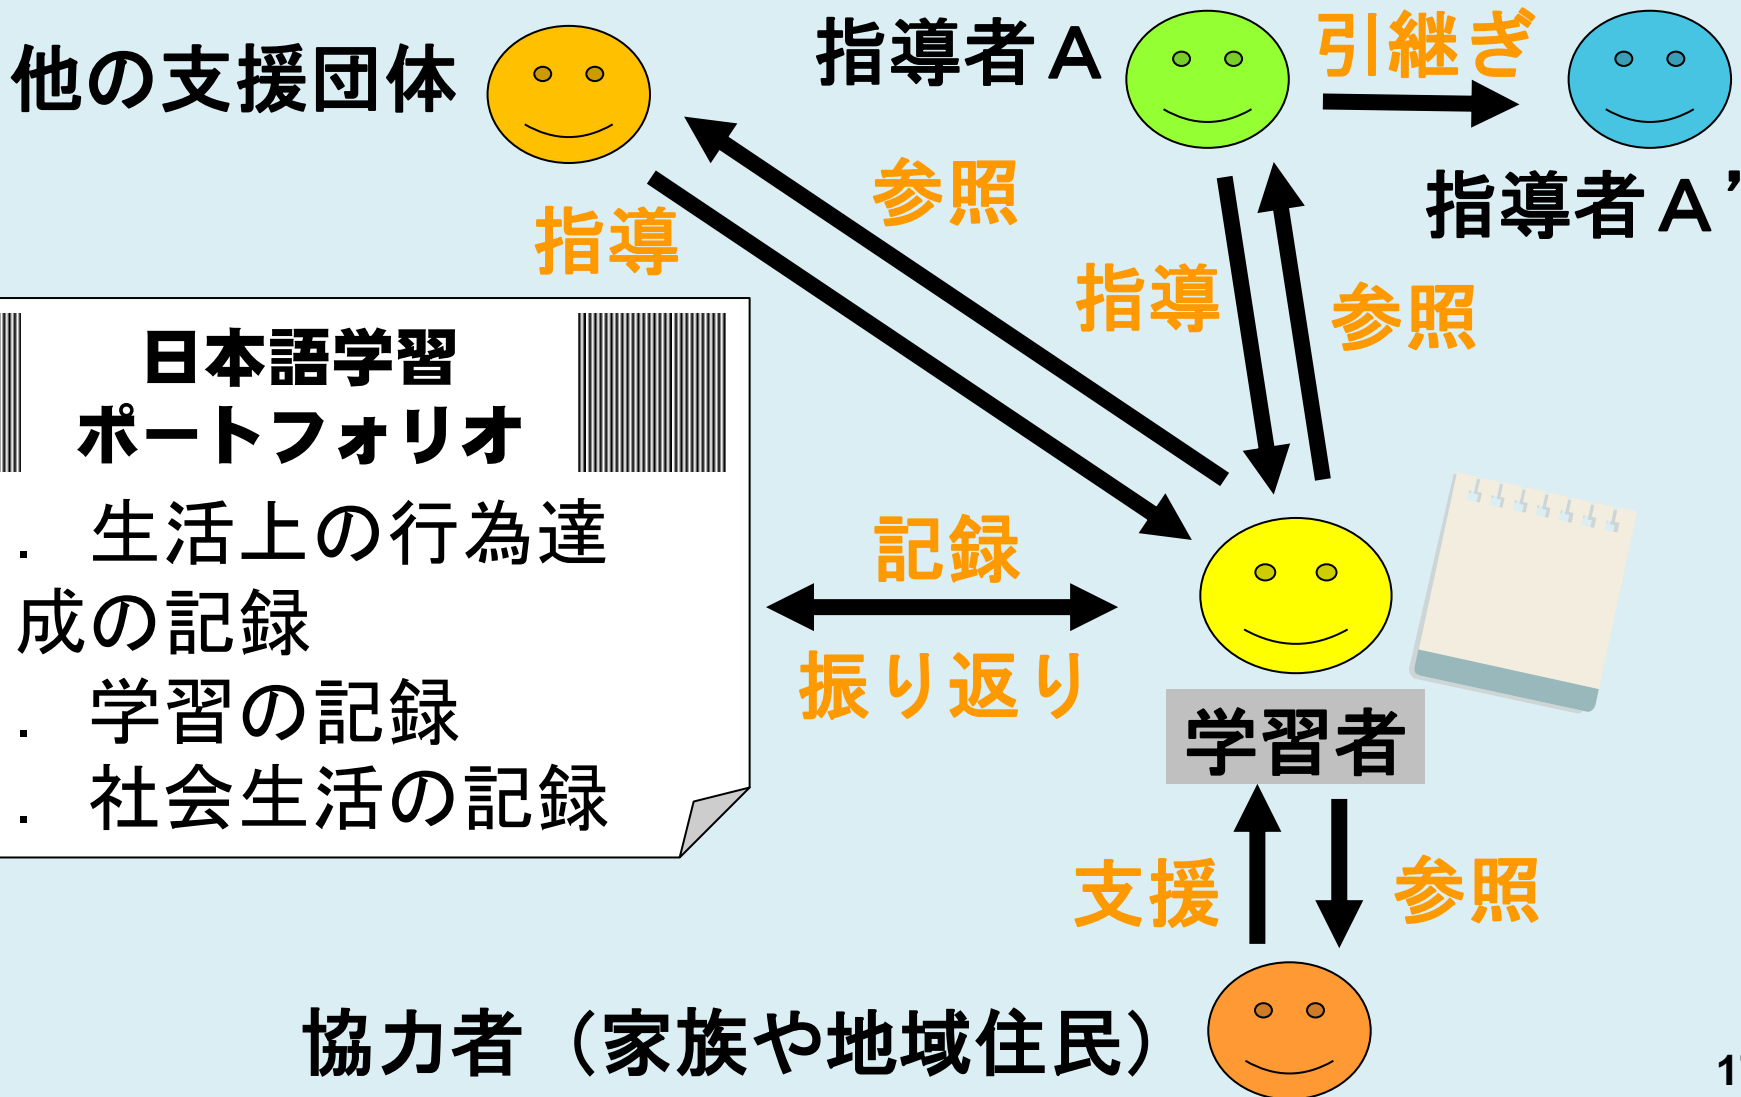 他の支援団体
指導者A
引継ぎ
指導者A’
参照
指導
指導
参照
日本語学習
ポートフォリオ
. 生活上の行為達
成の記録
. 学習の記録
. 社会生活の記録
記録
振り返り
学習者
支援
参照
協力者（家族や地域住民）